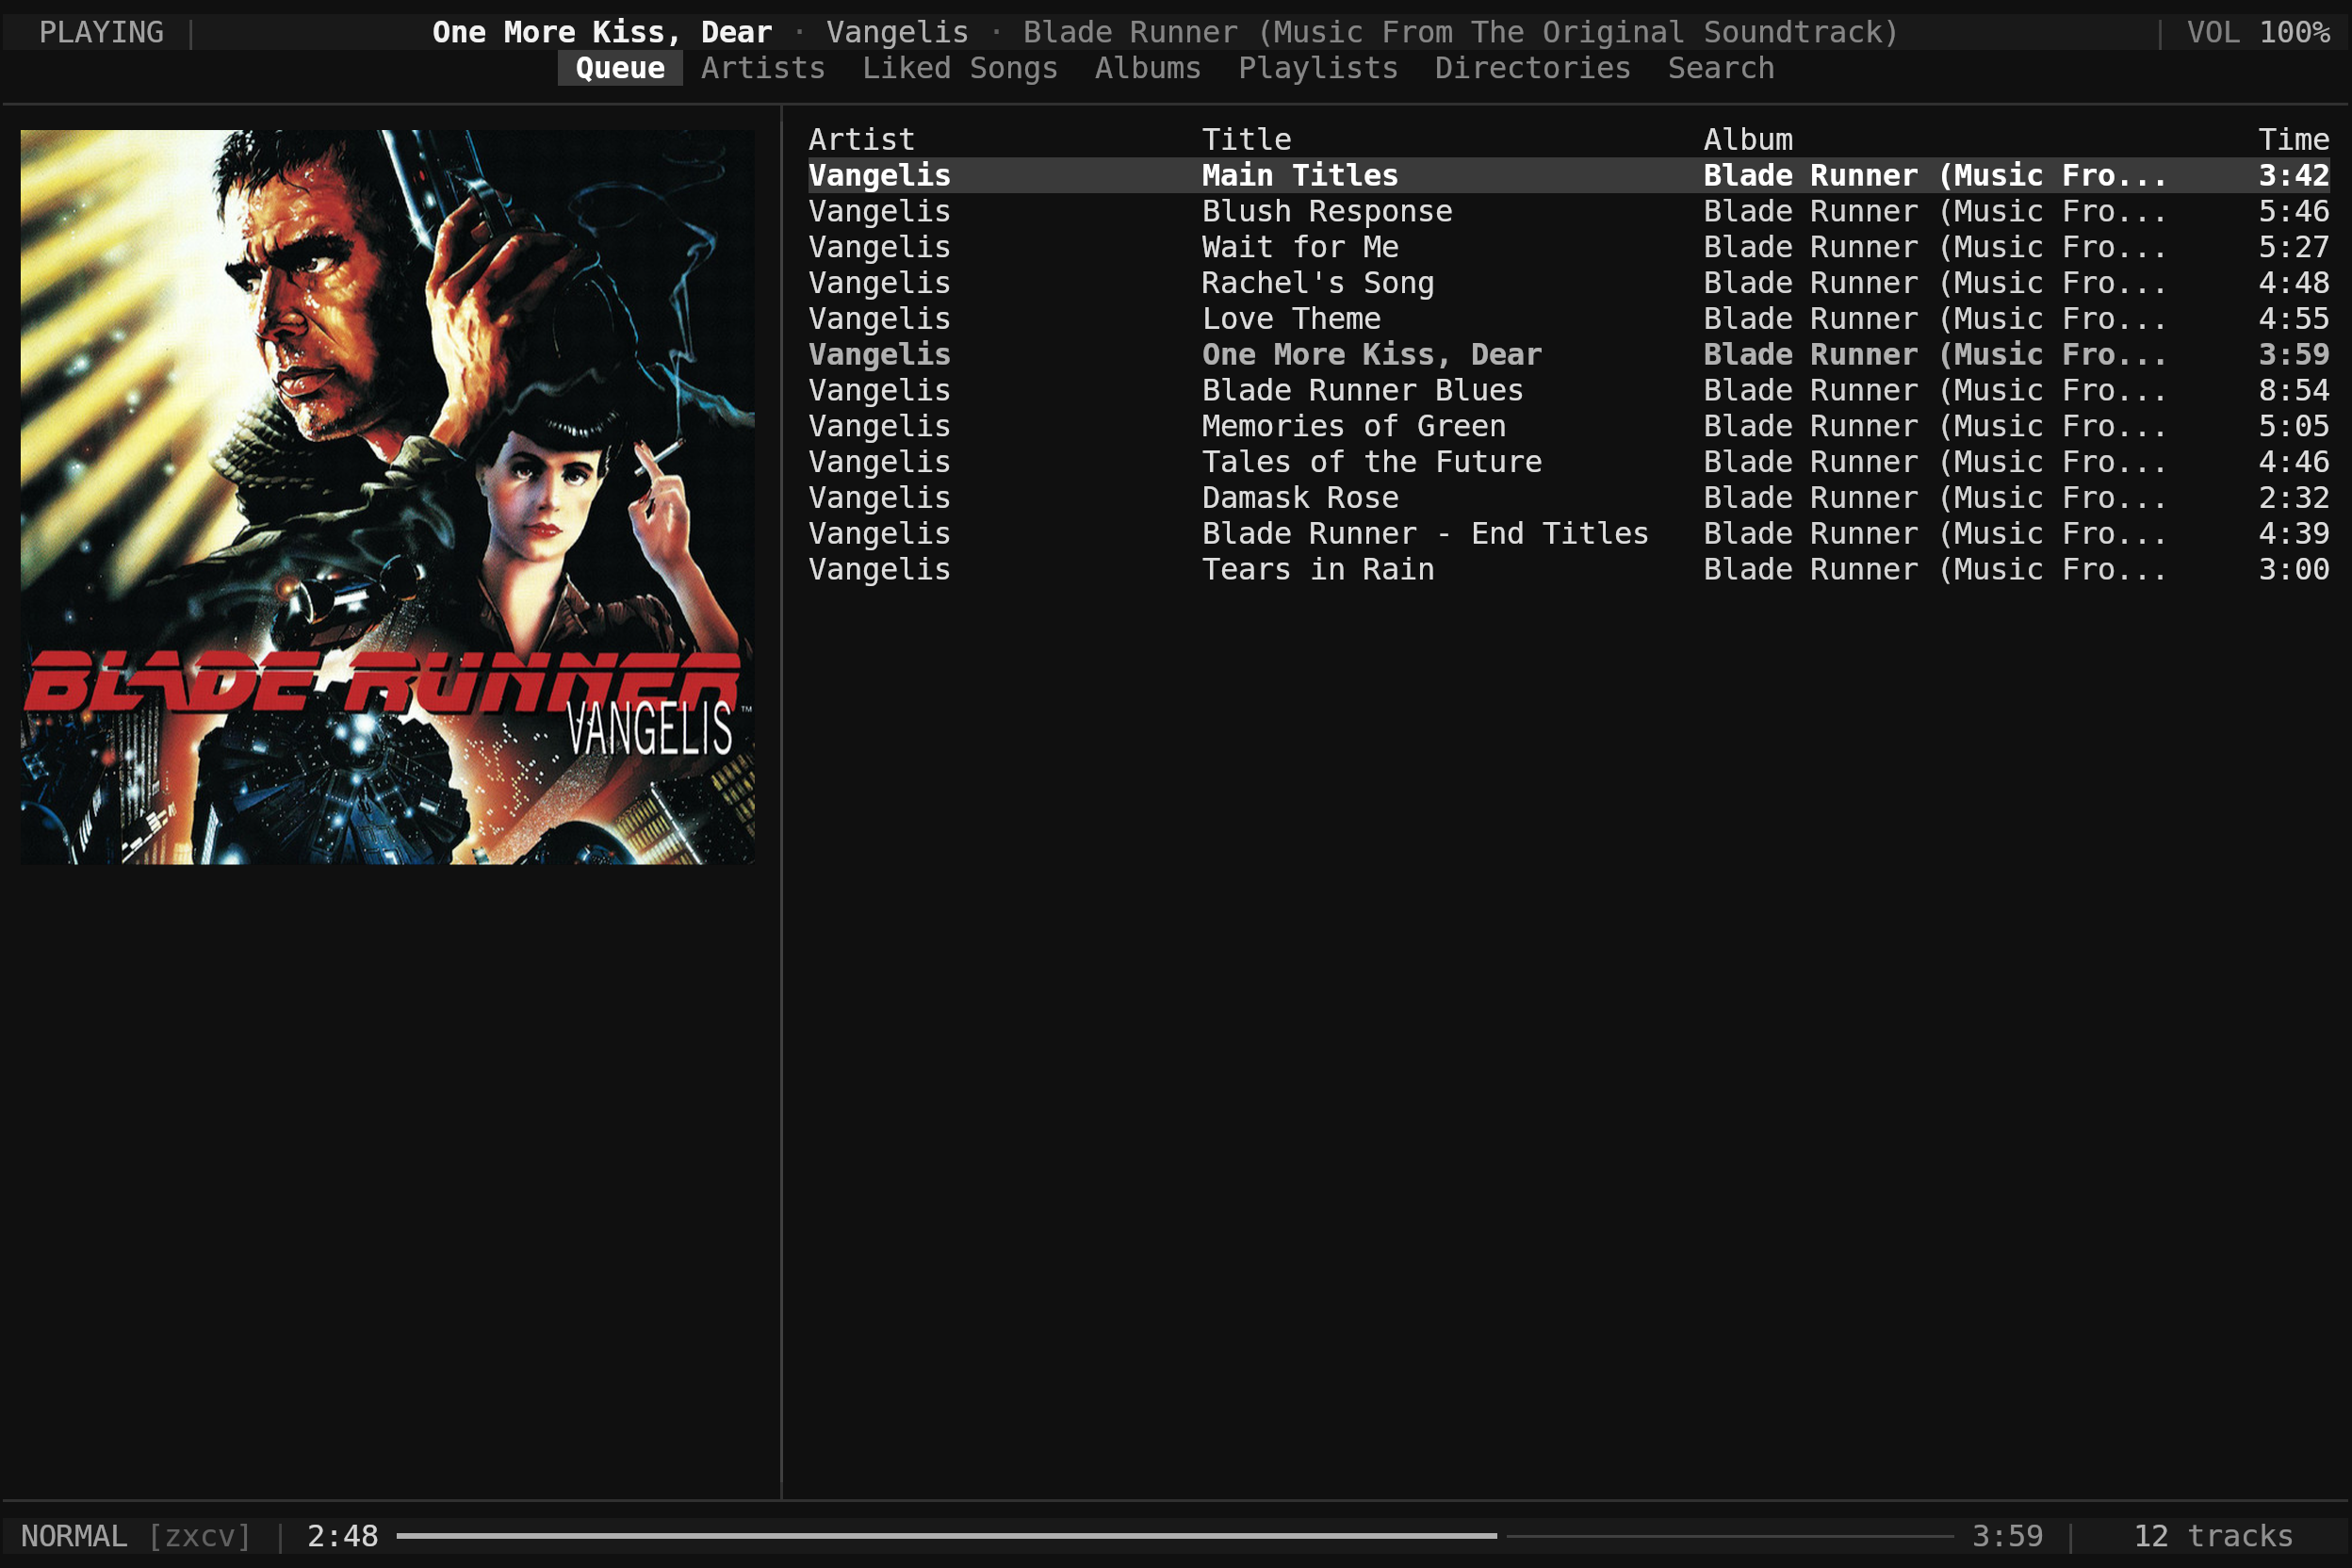 PLAYING | One More Kiss, Dear · Vangelis · Blade Runner (Music From The Original Soundtrack) | VOL 100%
Queue Artists Liked Songs Albums Playlists Directories Search
BLADE RUNNER ™
VANGELIS
Artist Title Album Time
Vangelis Main Titles Blade Runner (Music Fro... 3:42
Vangelis Blush Response Blade Runner (Music Fro... 5:46
Vangelis Wait for Me Blade Runner (Music Fro... 5:27
Vangelis Rachel's Song Blade Runner (Music Fro... 4:48
Vangelis Love Theme Blade Runner (Music Fro... 4:55
Vangelis One More Kiss, Dear Blade Runner (Music Fro... 3:59
Vangelis Blade Runner Blues Blade Runner (Music Fro... 8:54
Vangelis Memories of Green Blade Runner (Music Fro... 5:05
Vangelis Tales of the Future Blade Runner (Music Fro... 4:46
Vangelis Damask Rose Blade Runner (Music Fro... 2:32
Vangelis Blade Runner - End Titles Blade Runner (Music Fro... 4:39
Vangelis Tears in Rain Blade Runner (Music Fro... 3:00
NORMAL [zxcv] | 2:48 3:59 | 12 tracks